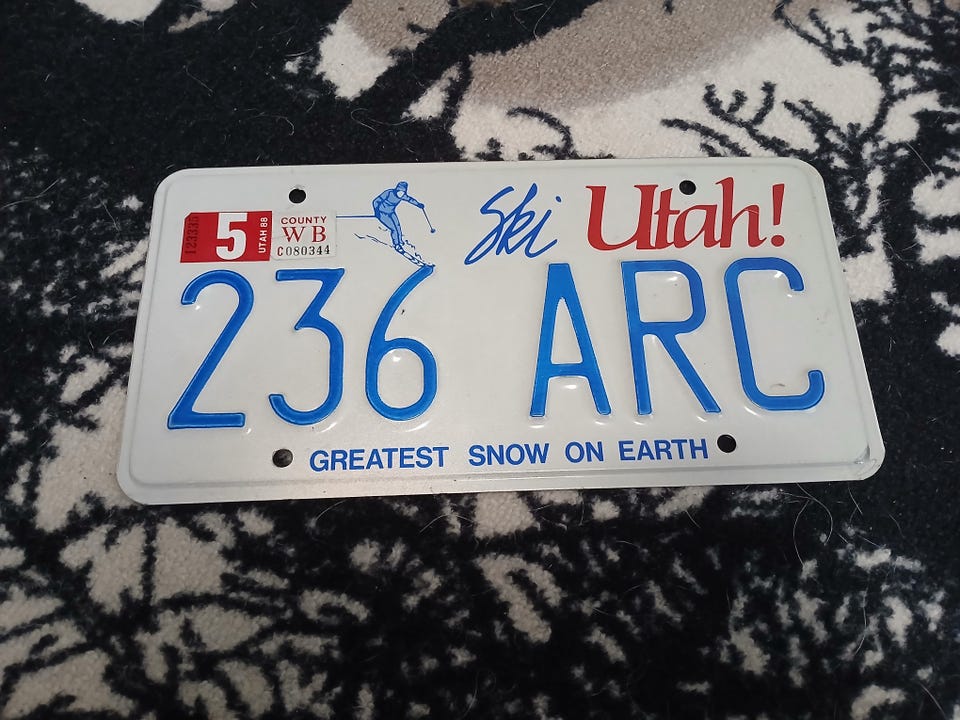 Ski Utah!
5 UTAH 88 COUNTY
WB
C080344
236 ARC
GREATEST SNOW ON EARTH